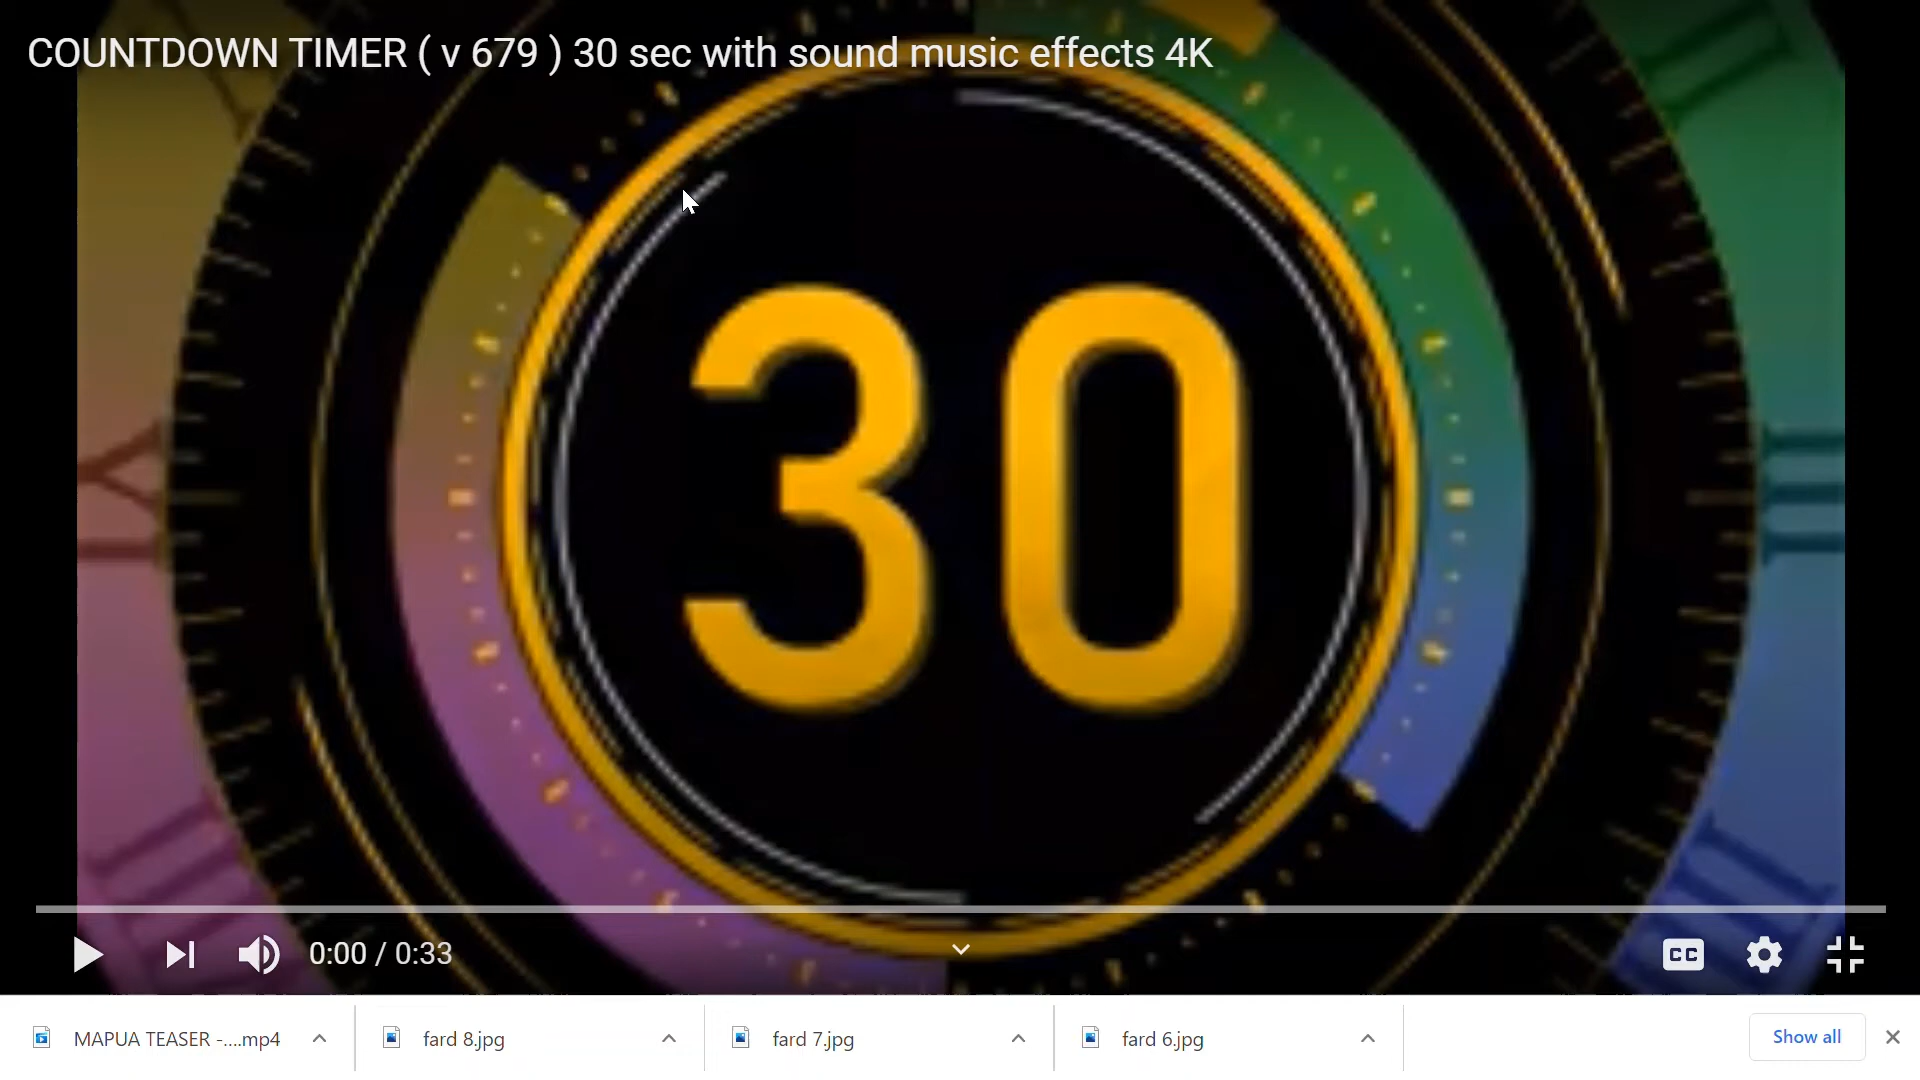 COUNTDOWN TIMER ( v 679 ) 30 sec with sound music effects 4K
30
0:00 / 0:33
CC
MAPUA TEASER -....mp4
fard 8.jpg
fard 7.jpg
fard 6.jpg
Show all